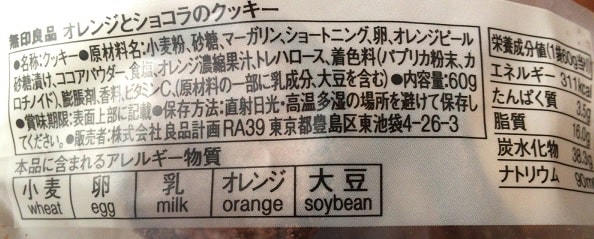 無印良品 オレンジとショコラのクッキー
●名称:クッキー●原材料名:小麦粉、砂糖、マーガリン、ショートニング、卵、オレンジピール
砂糖漬け、ココアパウダー、食塩、オレンジ濃縮果汁、トレハロース、着色料(パプリカ粉末、カ
ロチノイド)、膨脹剤、香料、ビタミンC、(原材料の一部に乳成分、大豆を含む)●内容量:60g
●賞味期限:表面上部に記載●保存方法:直射日光・高温多湿の場所を避けて保存し
てください。●販売者:株式会社良品計画 RA39 東京都豊島区東池袋4-26-3
本品に含まれるアレルギー物質
小麦 卵 乳 オレンジ 大豆
wheat egg milk orange soybean
栄養成分値(1袋60g当
エネルギー 311kcal
たんぱく質 3.5g
脂質 16.0g
炭水化物 38.3g
ナトリウム 90m